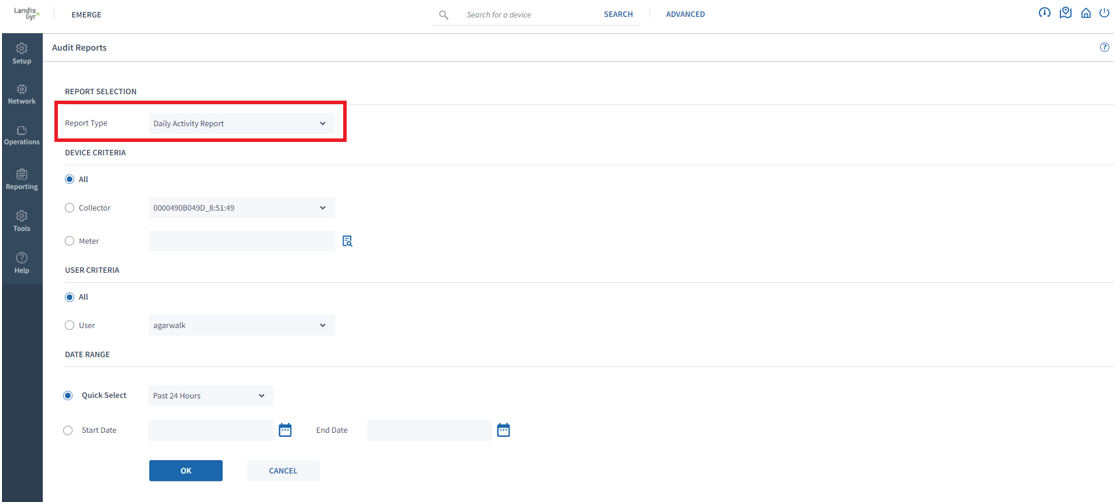 Landis
Gyr+
EMERGE
Search for a device
SEARCH
ADVANCED
Audit Reports
Setup
Network
Operations
Reporting
Tools
Help
REPORT SELECTION
Report Type
Daily Activity Report
DEVICE CRITERIA
All
Collector
0000490B049D_8:51:49
Meter
USER CRITERIA
All
User
agarwalk
DATE RANGE
Quick Select
Past 24 Hours
Start Date
End Date
OK
CANCEL